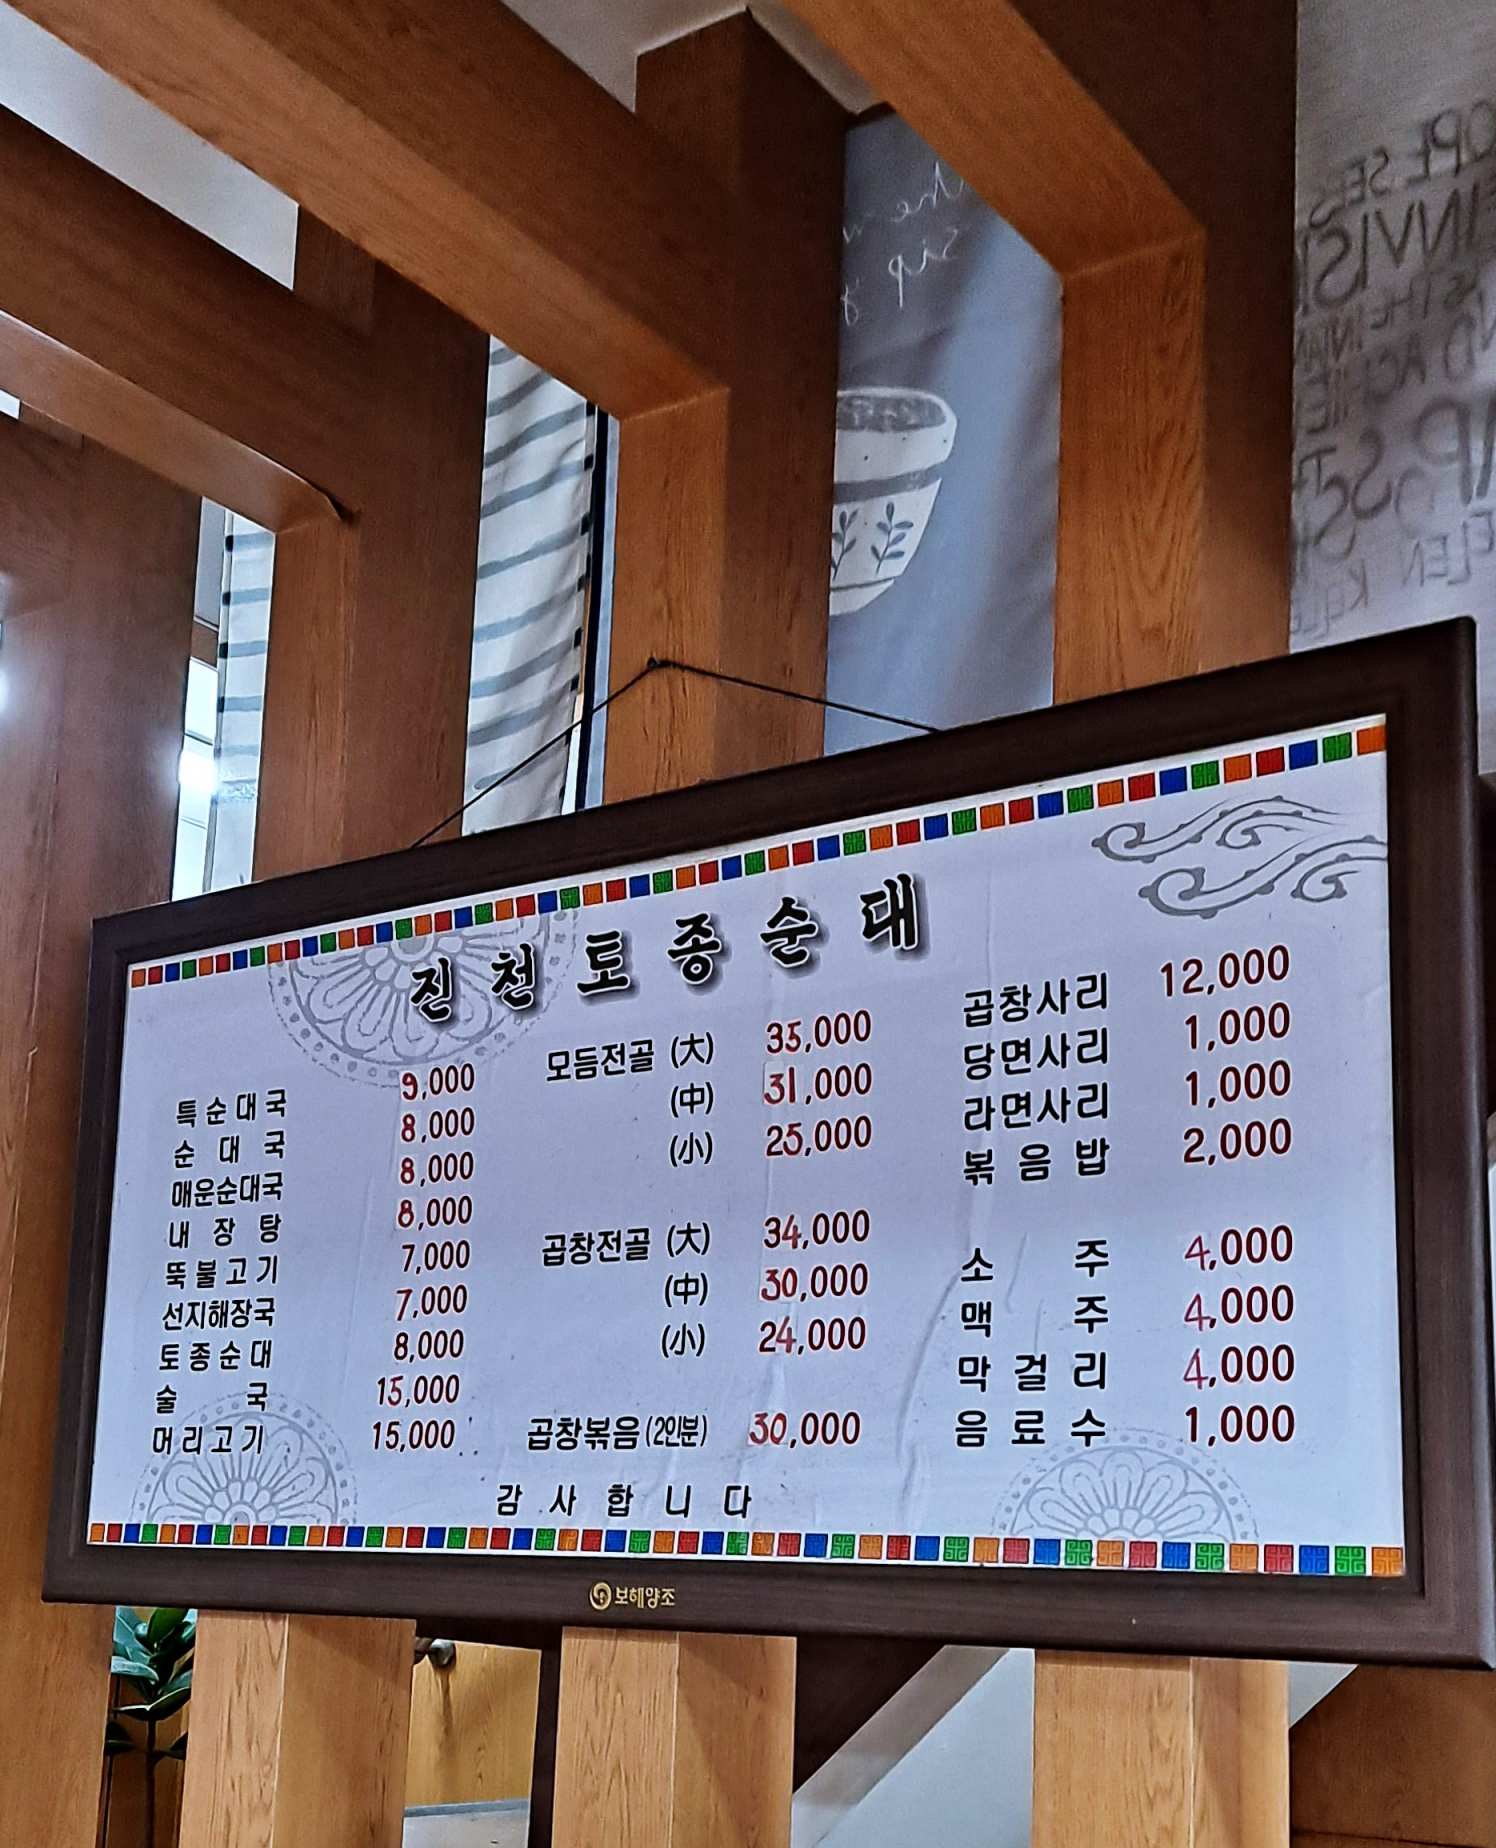 진천토종순대
특순대국 9,000
순대국 8,000
매운순대국 8,000
내장탕 8,000
뚝불고기 7,000
선지해장국 7,000
토종순대 8,000
술국 15,000
머리고기 15,000
모듬전골 (大) 35,000
(中) 31,000
(小) 25,000
곱창전골 (大) 34,000
(中) 30,000
(小) 24,000
곱창볶음 (2인분) 30,000
곱창사리 12,000
당면사리 1,000
라면사리 1,000
볶음밥 2,000
소주 4,000
맥주 4,000
막걸리 4,000
음료수 1,000
감사합니다
보해양조